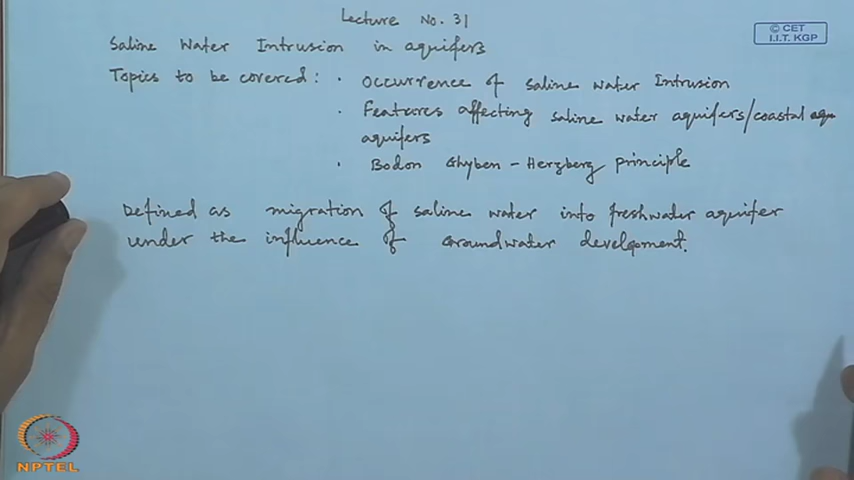 Lecture No. 31
© CET
I.I.T. KGP
Saline Water Intrusion in aquifers
Topics to be covered : · Occurrence of saline water Intrusion
· Features affecting saline water aquifers/coastal
aquifers
· Bodon Ghyben - Herzberg principle
Defined as migration of saline water into freshwater aquifer
under the influence of groundwater development.
NPTEL